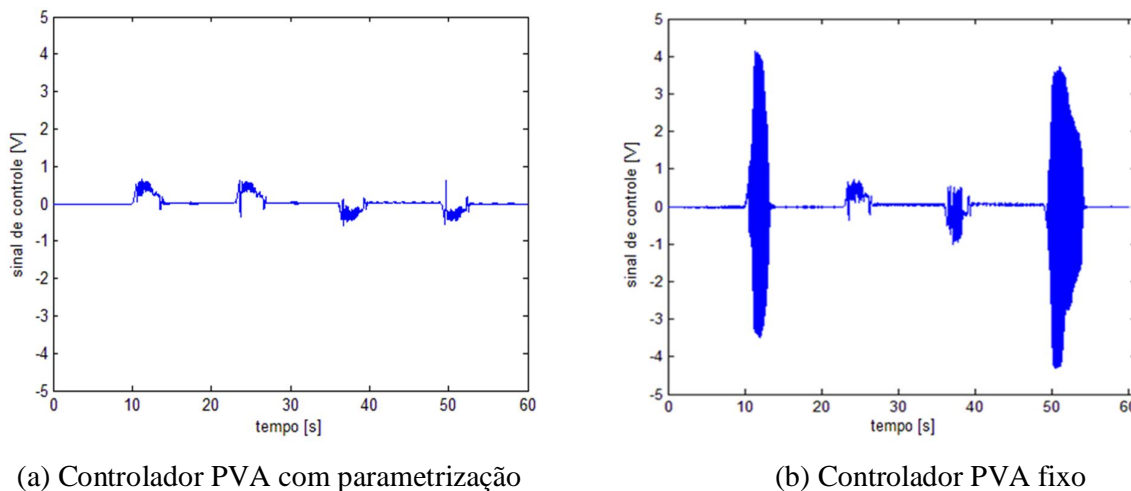 5
4
3
2
1
0
-1
-2
-3
-4
-5
0 10 20 30 40 50 60
sinal de controle [V]
tempo [s]
(a) Controlador PVA com parametrização
5
4
3
2
1
0
-1
-2
-3
-4
-5
0 10 20 30 40 50 60
sinal de controle [V]
tempo [s]
(b) Controlador PVA fixo